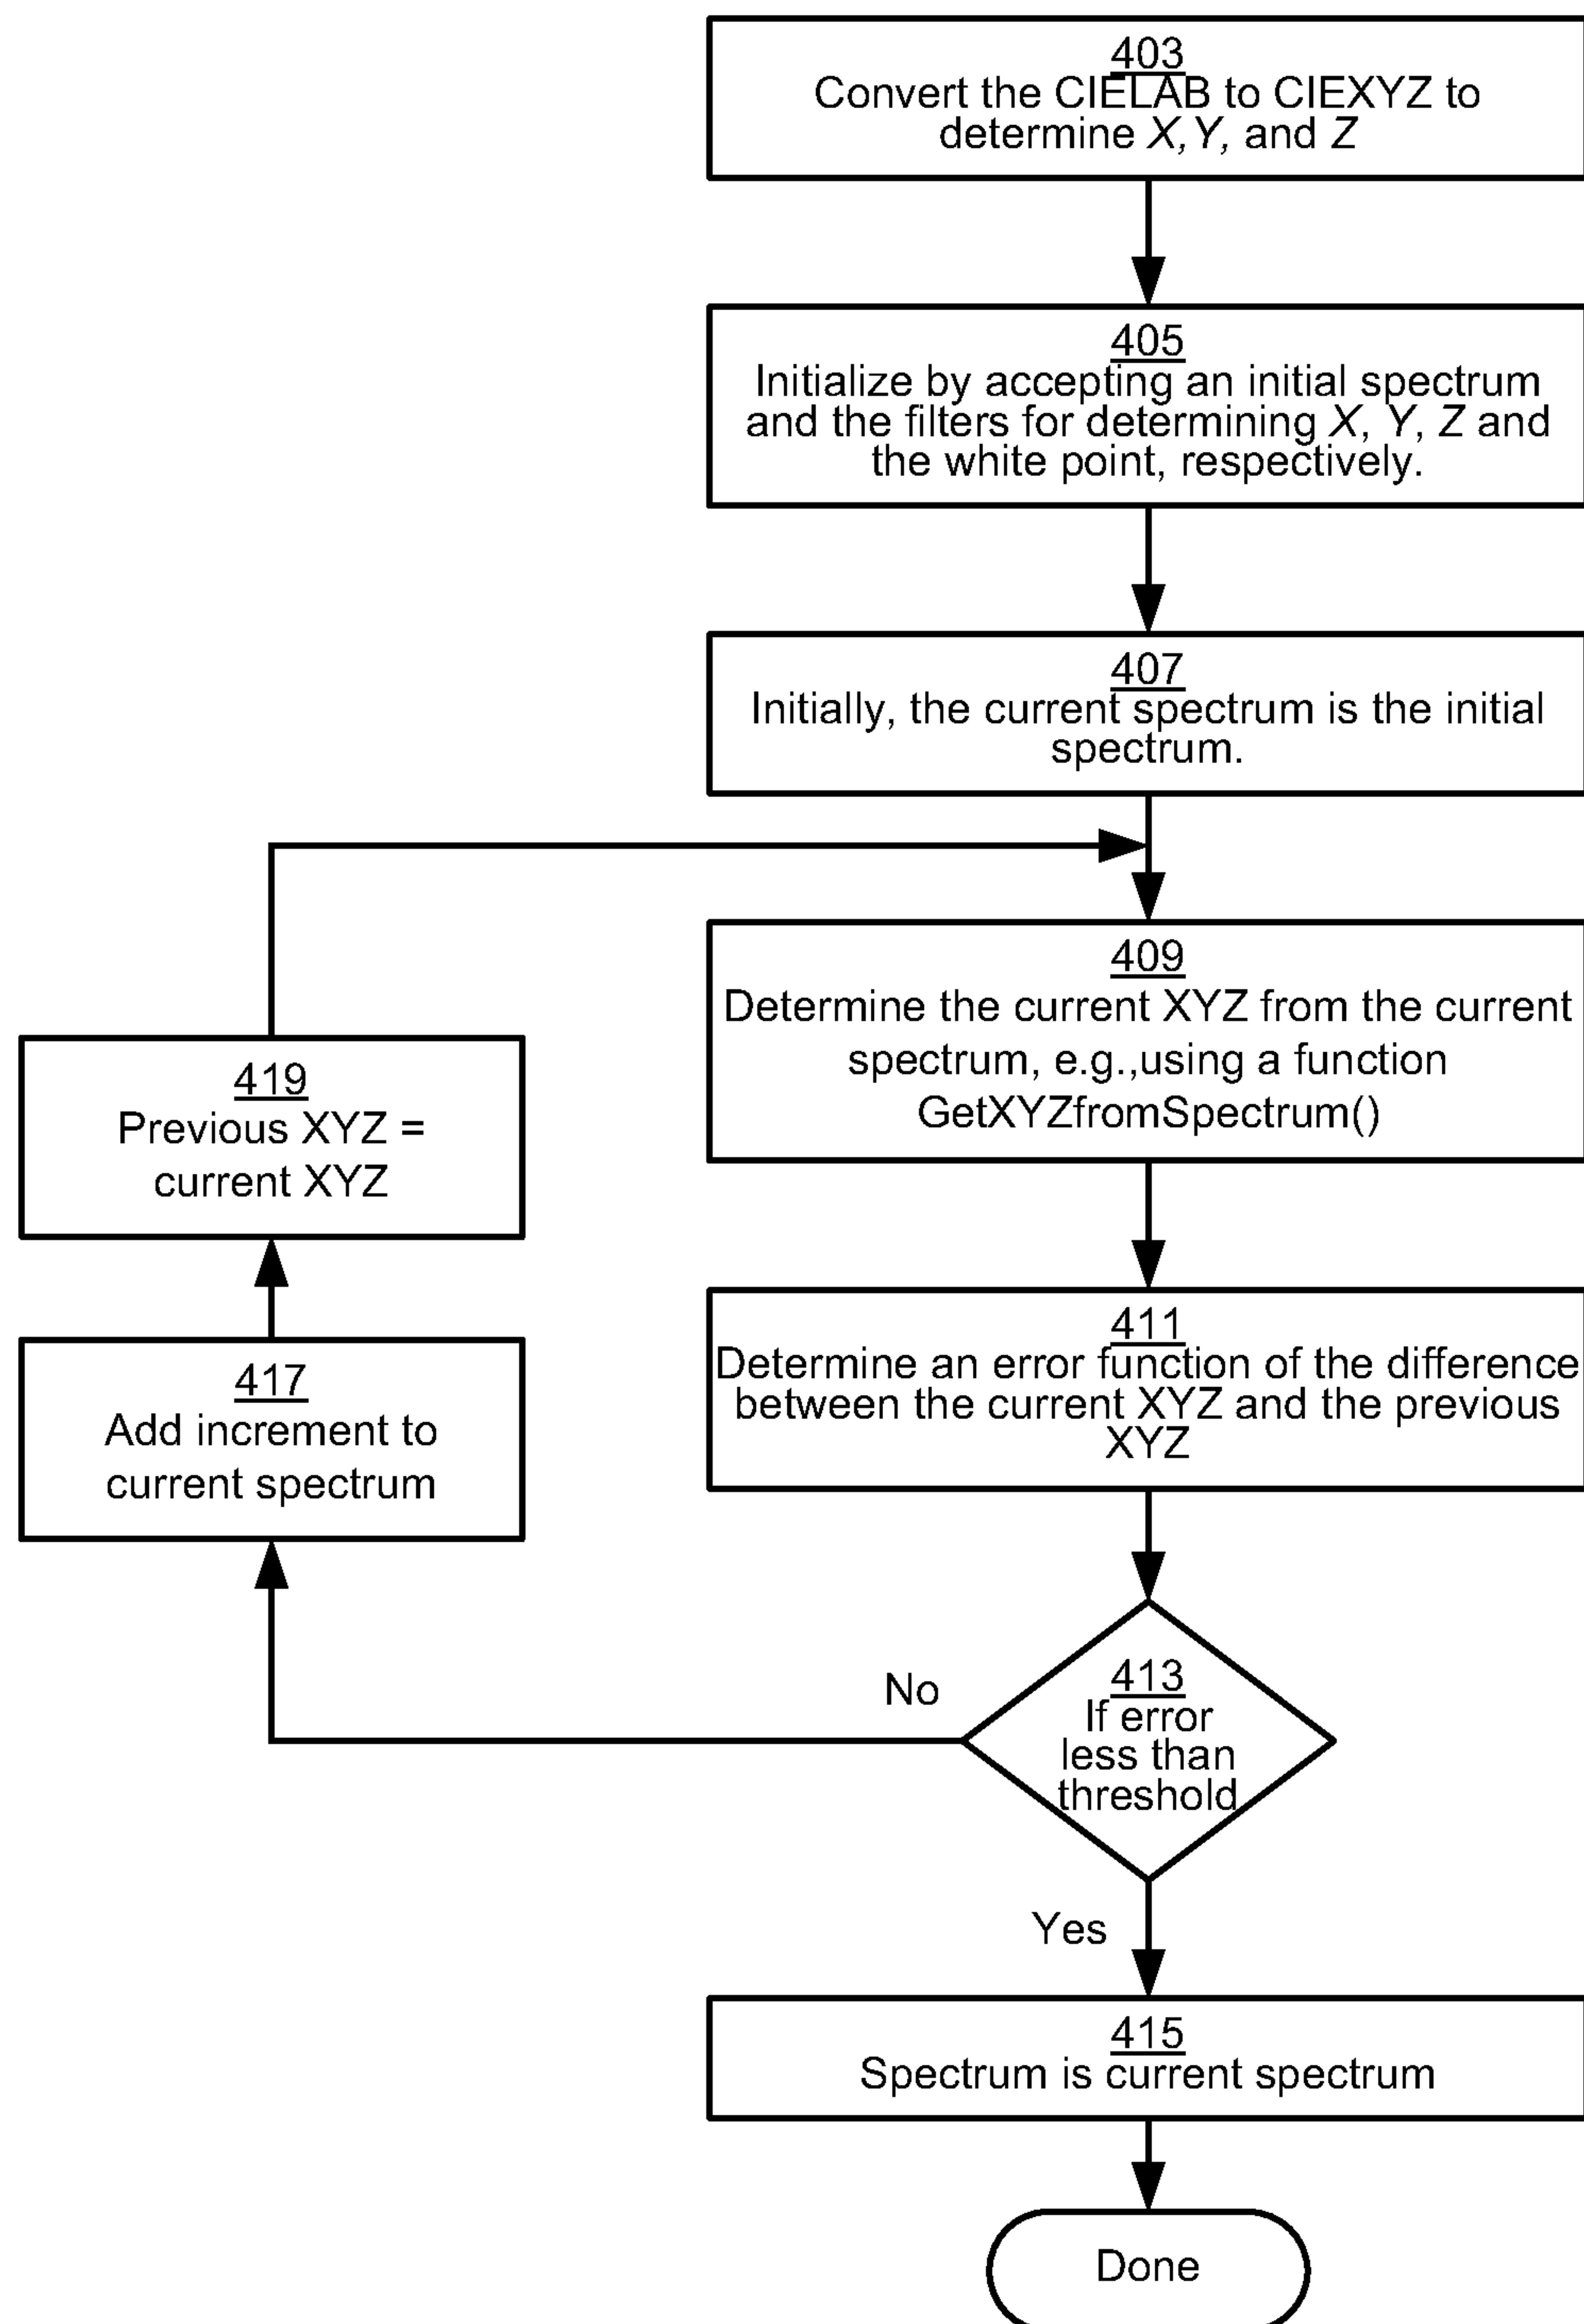 403
Convert the CIELAB to CIEXYZ to
determine X, Y, and Z
405
Initialize by accepting an initial spectrum
and the filters for determining X, Y, Z and
the white point, respectively.
407
Initially, the current spectrum is the initial
spectrum.
409
Determine the current XYZ from the current
spectrum, e.g.,using a function
GetXYZfromSpectrum()
419
Previous XYZ =
current XYZ
411
Determine an error function of the difference
between the current XYZ and the previous
XYZ
417
Add increment to
current spectrum
413
If error
less than
threshold
No
Yes
415
Spectrum is current spectrum
Done